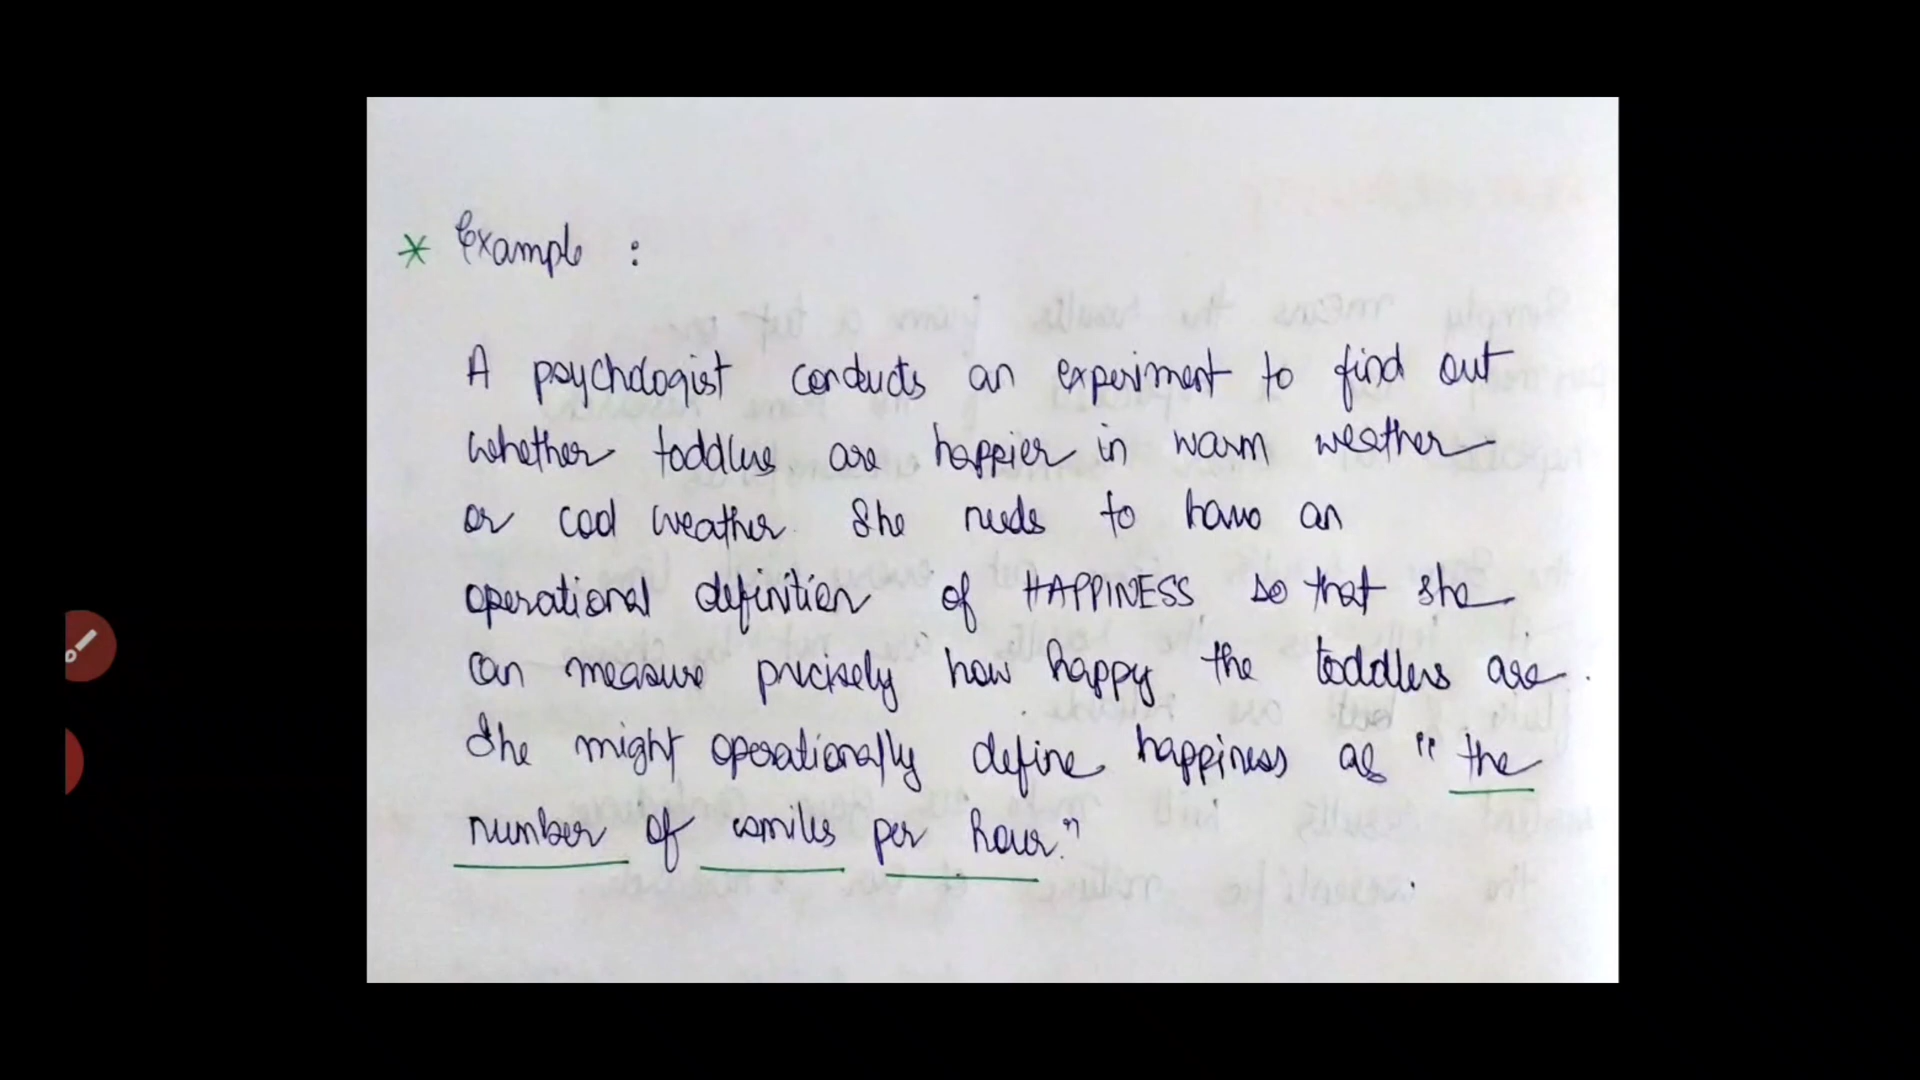 * Example :
A psychologist conducts an experiment to find out
whether toddlers are happier in warm weather
or cool weather. She needs to have an
operational definition of HAPPINESS so that she
can measure precisely how happy the toddlers are.
She might operationally define happiness as "the
number of smiles per hour."